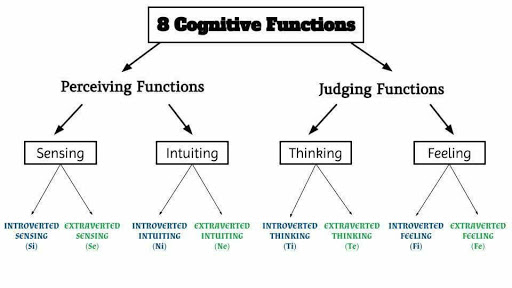 8 Cognitive Functions
Perceiving Functions
Judging Functions
Sensing
Intuiting
Thinking
Feeling
INTROVERTED
SENSING
(Si)
EXTRAVERTED
SENSING
(Se)
INTROVERTED
INTUITING
(Ni)
EXTRAVERTED
INTUITING
(Ne)
INTROVERTED
THINKING
(Ti)
EXTRAVERTED
THINKING
(Te)
INTROVERTED
FEELING
(Fi)
EXTRAVERTED
FEELING
(Fe)